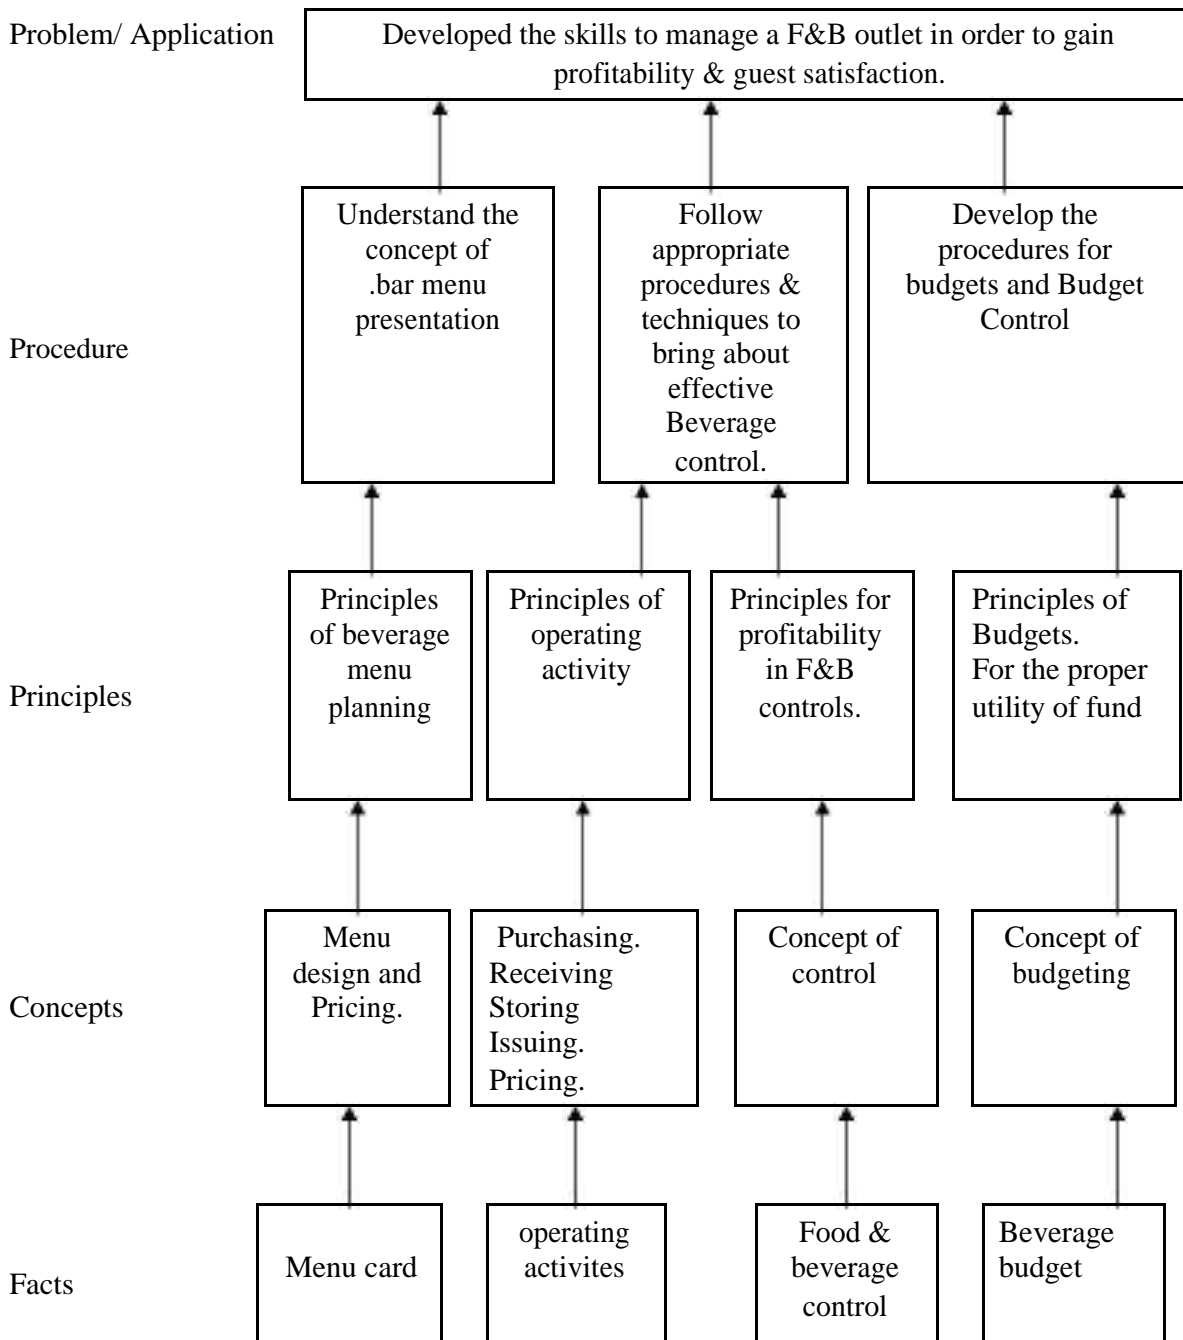 Problem/ Application
Developed the skills to manage a F&B outlet in order to gain
profitability & guest satisfaction.
Procedure
Understand the
concept of
.bar menu
presentation
Follow
appropriate
procedures &
techniques to
bring about
effective
Beverage
control.
Develop the
procedures for
budgets and Budget
Control
Principles
Principles
of beverage
menu
planning
Principles of
operating
activity
Principles for
profitability
in F&B
controls.
Principles of
Budgets.
For the proper
utility of fund
Concepts
Menu
design and
Pricing.
Purchasing.
Receiving
Storing
Issuing.
Pricing.
Concept of
control
Concept of
budgeting
Facts
Menu card
operating
activites
Food &
beverage
control
Beverage
budget